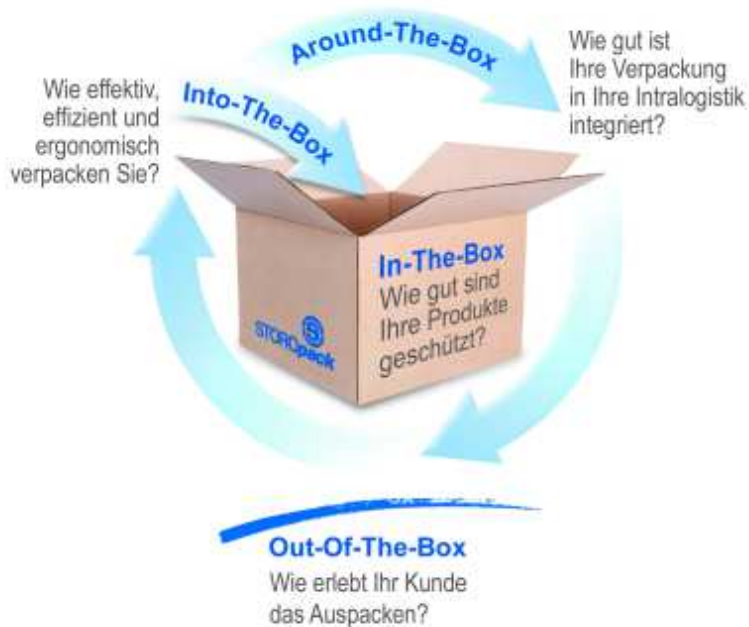 Around-The-Box
Wie gut ist
Ihre Verpackung
in Ihre Intralogistik
integriert?
Wie effektiv,
effizient und
ergonomisch
verpacken Sie?
Into-The-Box
In-The-Box
Wie gut sind
Ihre Produkte
geschützt?
STOROpack
Out-Of-The-Box
Wie erlebt Ihr Kunde
das Auspacken?